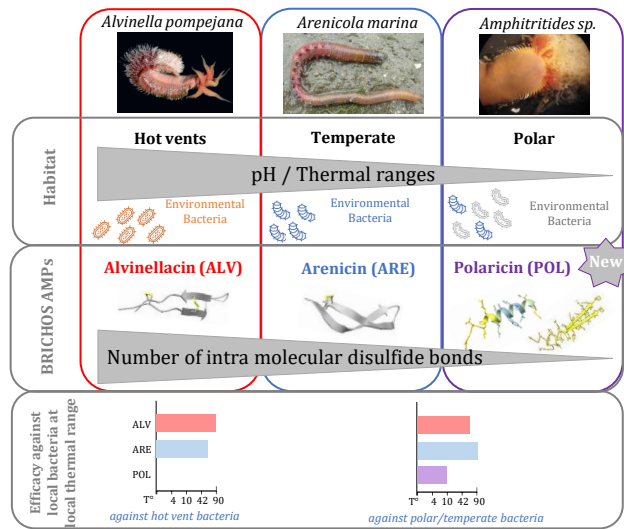 Alvinella pompejana
Arenicola marina
Amphitritides sp.
Habitat
Hot vents
Temperate
Polar
pH / Thermal ranges
Environmental
Bacteria
Environmental
Bacteria
Environmental
Bacteria
BRICHOS AMPs
Alvinellacin (ALV)
Arenicin (ARE)
Polaricin (POL)
New
Number of intra molecular disulfide bonds
Efficacy against
local bacteria at
local thermal range
ALV
ARE
POL
T° 4 10 42 90
against hot vent bacteria
T° 4 10 42 90
against polar/temperate bacteria